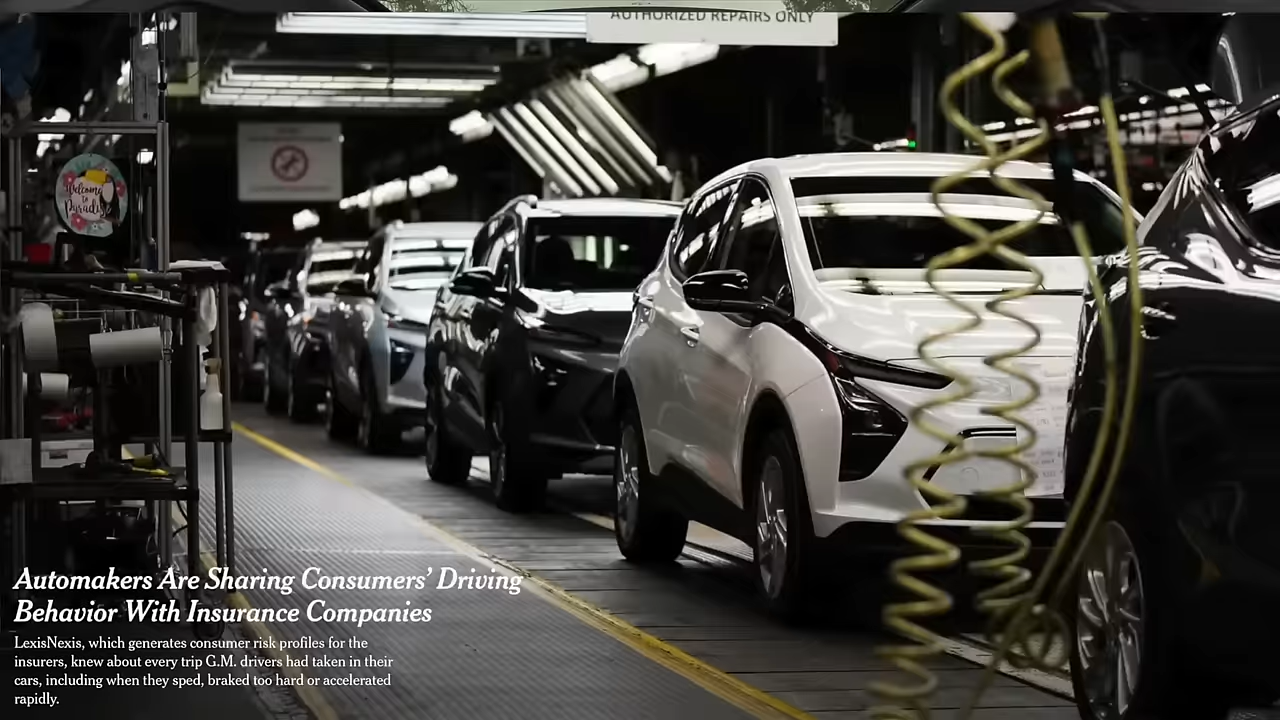 AUTHORIZED REPAIRS ONLY
Welcome
to
Paradise
Automakers Are Sharing Consumers’ Driving
Behavior With Insurance Companies
LexisNexis, which generates consumer risk profiles for the
insurers, knew about every trip G.M. drivers had taken in their
cars, including when they sped, braked too hard or accelerated
rapidly.